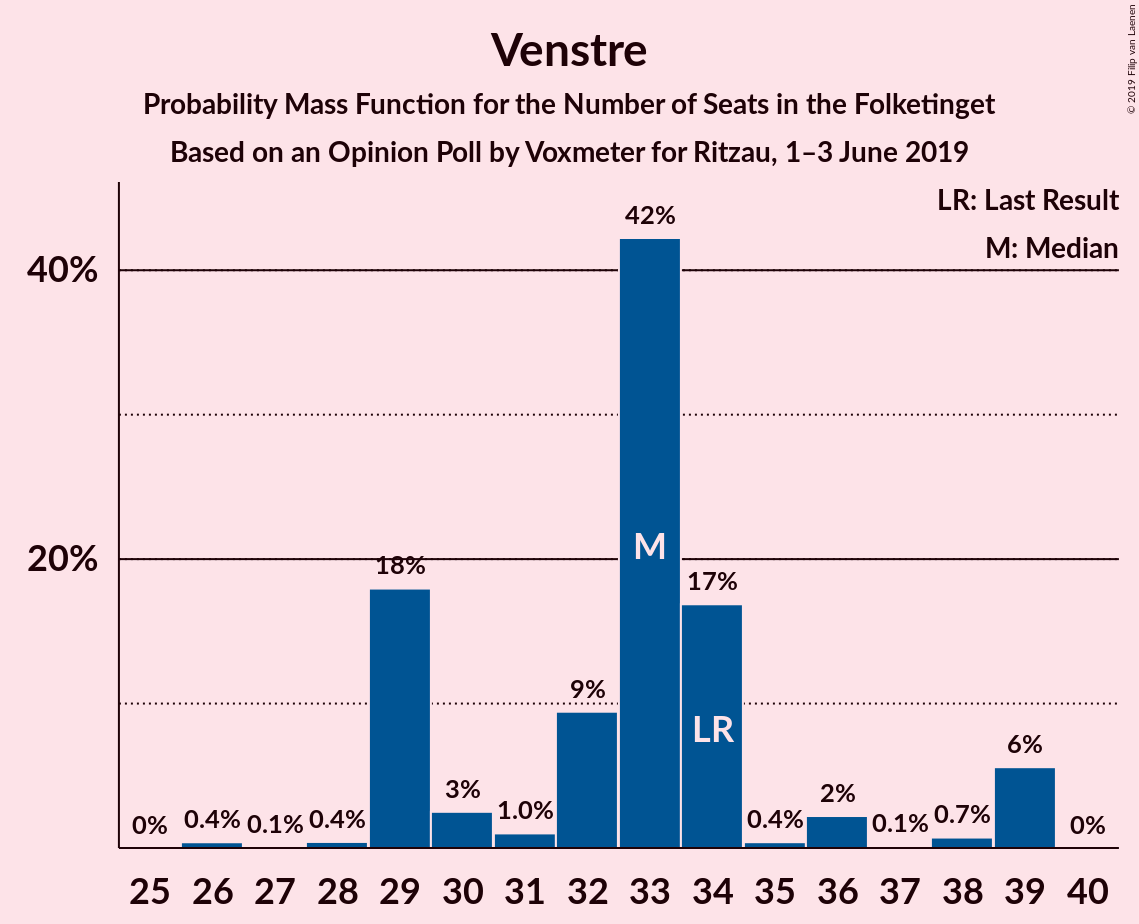 Venstre
Probability Mass Function for the Number of Seats in the Folketinget
Based on an Opinion Poll by Voxmeter for Ritzau, 1–3 June 2019
© 2019 Filip van Laenen
LR: Last Result
M: Median
40%
20%
0% 0.4% 0.1% 0.4% 18% 3% 1.0% 9% 42% 17% 0.4% 2% 0.1% 0.7% 6% 0%
M
LR
25 26 27 28 29 30 31 32 33 34 35 36 37 38 39 40